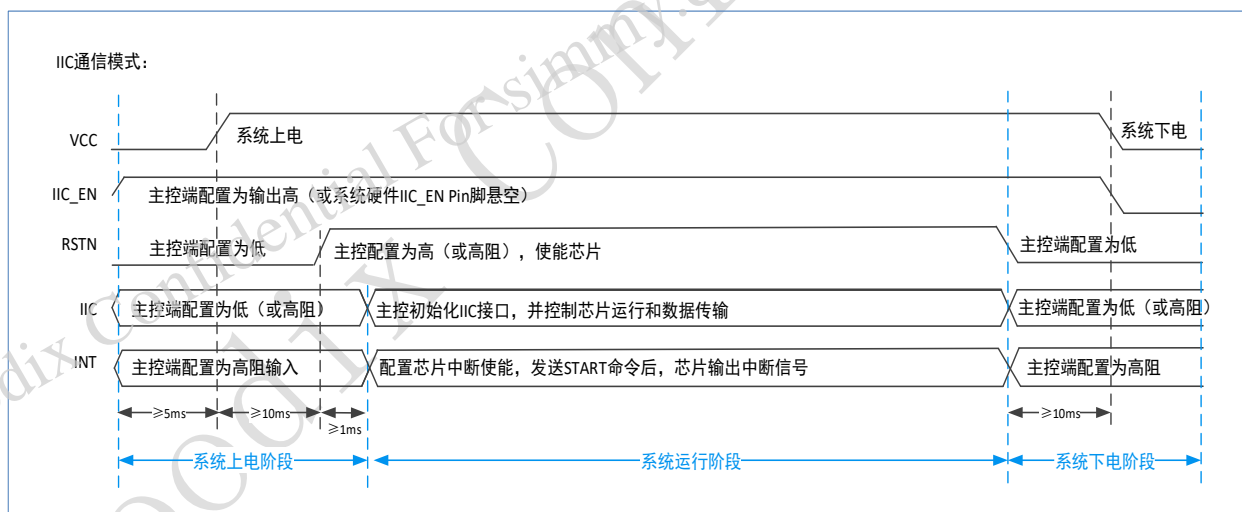 IIC通信模式：
VCC
系统上电
系统下电
IIC_EN
主控端配置为输出高（或系统硬件IIC_EN Pin脚悬空）
RSTN
主控端配置为低
主控配置为高（或高阻），使能芯片
主控端配置为低
IIC
主控端配置为低（或高阻）
主控初始化IIC接口，并控制芯片运行和数据传输
主控端配置为低（或高阻）
INT
主控端配置为高阻输入
配置芯片中断使能，发送START命令后，芯片输出中断信号
主控端配置为高阻
≥5ms
≥10ms
≥1ms
≥10ms
系统上电阶段
系统运行阶段
系统下电阶段
dix Confidential For simmy.